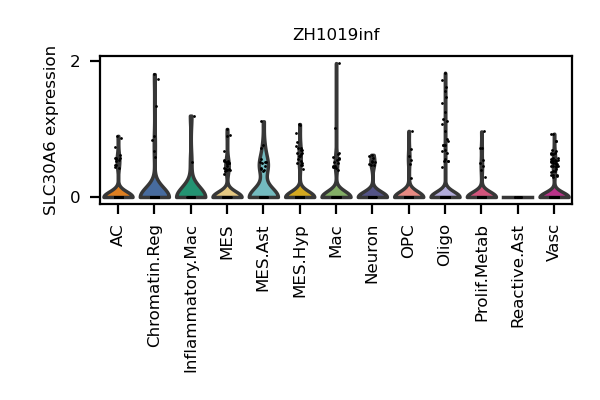 ZH1019inf
SLC30A6 expression
2
0
AC
Chromatin.Reg
Inflammatory.Mac
MES
MES.Ast
MES.Hyp
Mac
Neuron
OPC
Oligo
Prolif.Metab
Reactive.Ast
Vasc